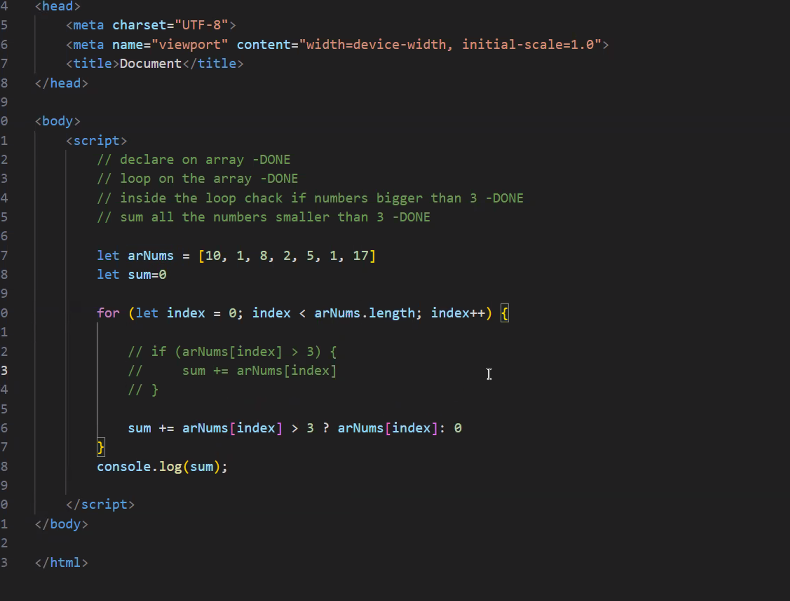 4 <head>
5 <meta charset="UTF-8">
6 <meta name="viewport" content="width=device-width, initial-scale=1.0">
7 <title>Document</title>
8 </head>
9
0 <body>
1 <script>
2 // declare on array -DONE
3 // loop on the array -DONE
4 // inside the loop chack if numbers bigger than 3 -DONE
5 // sum all the numbers smaller than 3 -DONE
6
7 let arNums = [10, 1, 8, 2, 5, 1, 17]
8 let sum=0
9
0 for (let index = 0; index < arNums.length; index++) {
1
2 // if (arNums[index] > 3) {
3 //     sum += arNums[index]
4 // }
5
6 sum += arNums[index] > 3 ? arNums[index]: 0
7 }
8 console.log(sum);
9
0 </script>
1 </body>
2
3 </html>